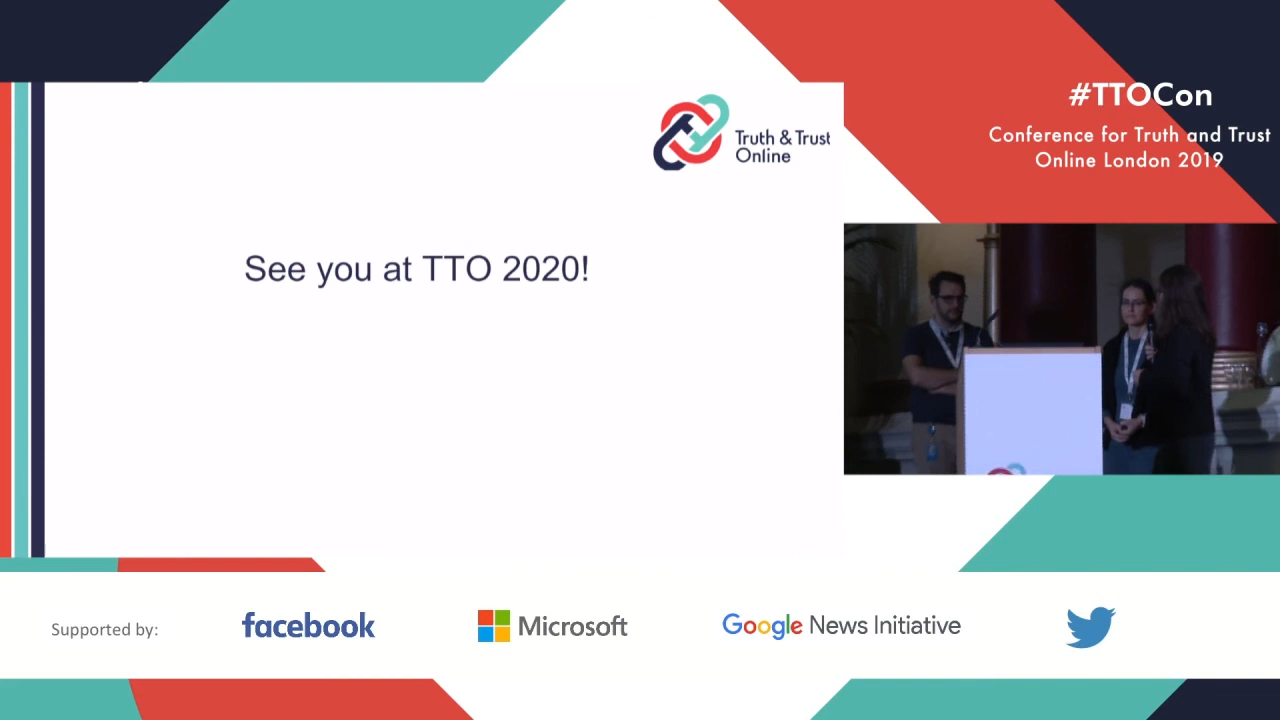 #TTOCon
Conference for Truth and Trust
Online London 2019
Truth & Trust
Online
See you at TTO 2020!
Supported by:
facebook
Microsoft
Google News Initiative